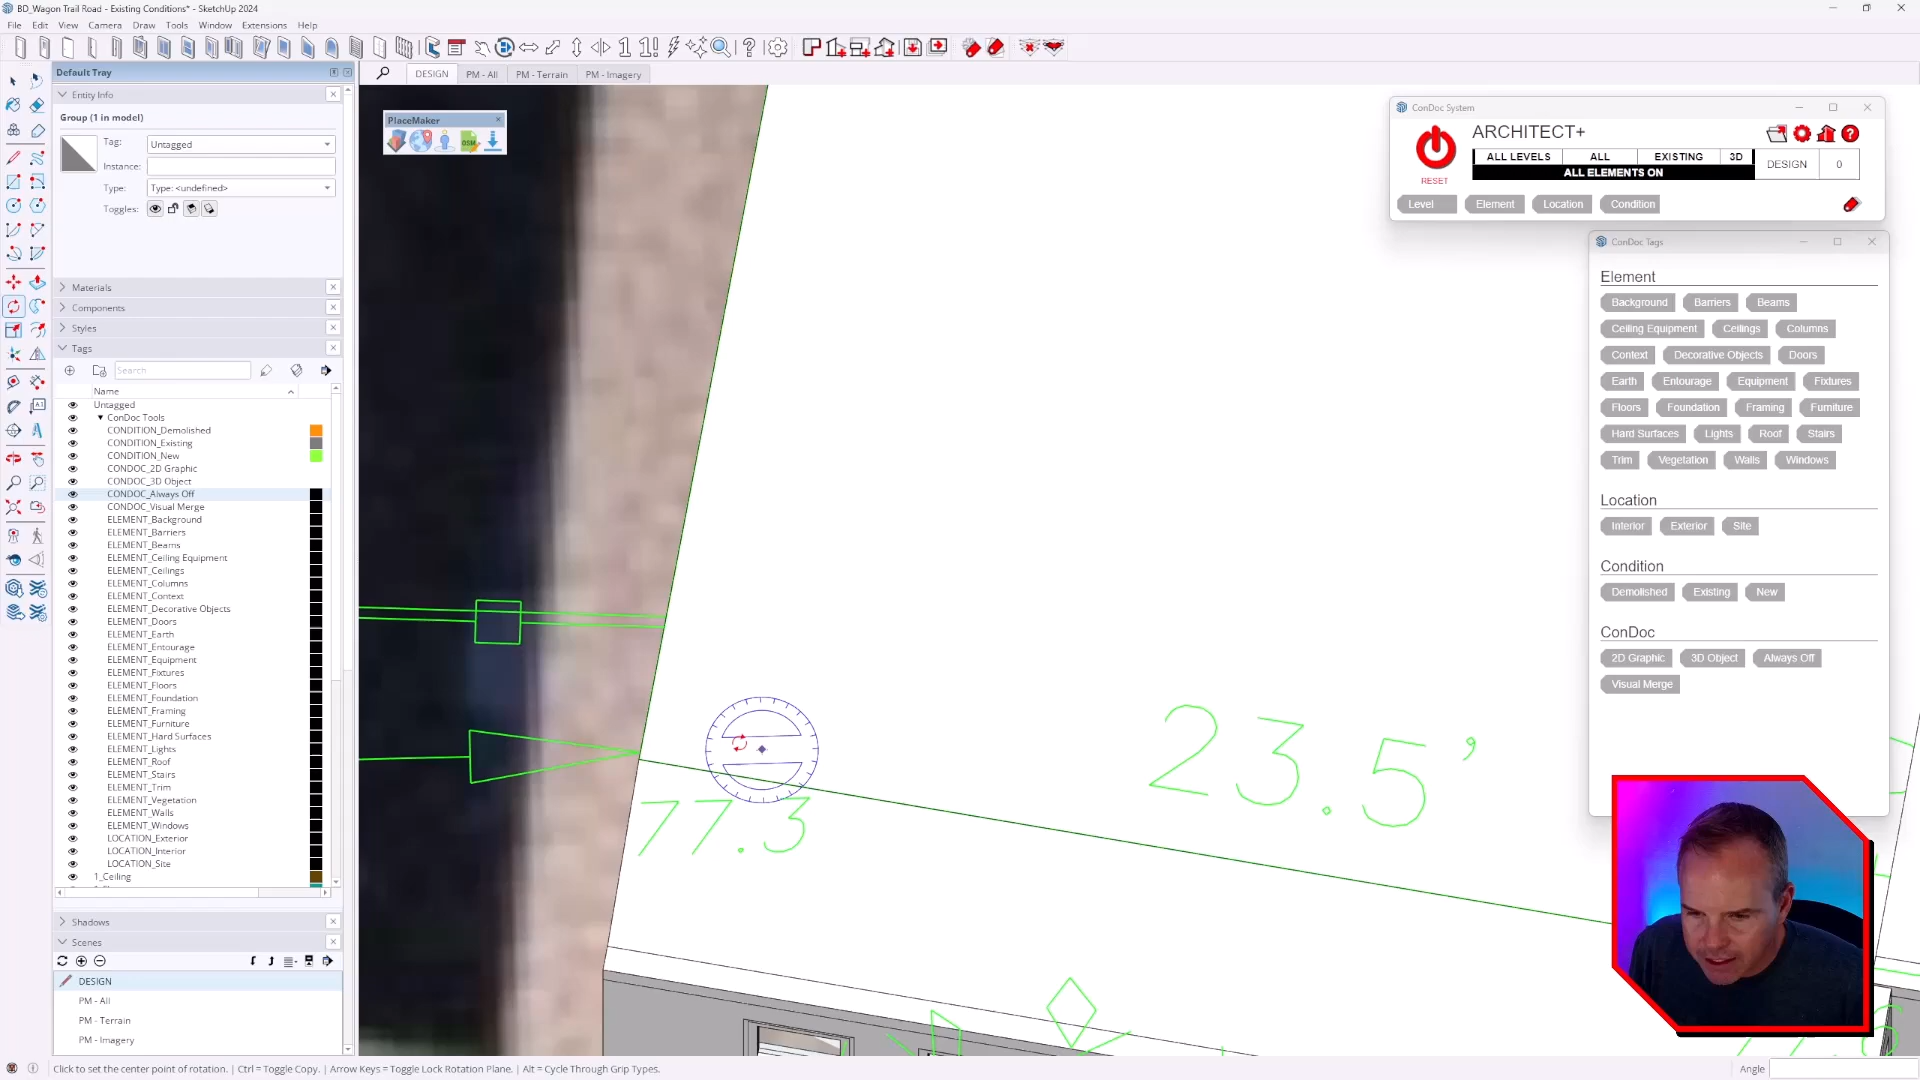 BD_Wagon Trail Road - Existing Conditions* - SketchUp 2024
File Edit View Camera Draw Tools Window Extensions Help
Default Tray
DESIGN PM - All PM - Terrain PM - Imagery
Entity Info
Group (1 in model)
Tag: Untagged
Instance:
Type: Type: <undefined>
Toggles:
Materials
Components
Styles
Tags
Search
Name
Untagged
ConDoc Tools
CONDITION_Demolished
CONDITION_Existing
CONDITION_New
CONDOC_2D Graphic
CONDOC_3D Object
CONDOC_Always Off
CONDOC_Visual Merge
ELEMENT_Background
ELEMENT_Barriers
ELEMENT_Beams
ELEMENT_Ceiling Equipment
ELEMENT_Ceilings
ELEMENT_Columns
ELEMENT_Context
ELEMENT_Decorative Objects
ELEMENT_Doors
ELEMENT_Earth
ELEMENT_Entourage
ELEMENT_Equipment
ELEMENT_Fixtures
ELEMENT_Floors
ELEMENT_Foundation
ELEMENT_Framing
ELEMENT_Furniture
ELEMENT_Hard Surfaces
ELEMENT_Lights
ELEMENT_Roof
ELEMENT_Stairs
ELEMENT_Trim
ELEMENT_Vegetation
ELEMENT_Walls
ELEMENT_Windows
LOCATION_Exterior
LOCATION_Interior
LOCATION_Site
1_Ceiling
Shadows
Scenes
DESIGN
PM - All
PM - Terrain
PM - Imagery
PlaceMaker
OSM
77.3
23.5'
ConDoc System
ARCHITECT+
RESET
ALL LEVELS ALL EXISTING 3D DESIGN 0
ALL ELEMENTS ON
Level Element Location Condition
ConDoc Tags
Element
Background Barriers Beams
Ceiling Equipment Ceilings Columns
Context Decorative Objects Doors
Earth Entourage Equipment Fixtures
Floors Foundation Framing Furniture
Hard Surfaces Lights Roof Stairs
Trim Vegetation Walls Windows
Location
Interior Exterior Site
Condition
Demolished Existing New
ConDoc
2D Graphic 3D Object Always Off
Visual Merge
Click to set the center point of rotation. | Ctrl = Toggle Copy. | Arrow Keys = Toggle Lock Rotation Plane. | Alt = Cycle Through Grip Types.
Angle